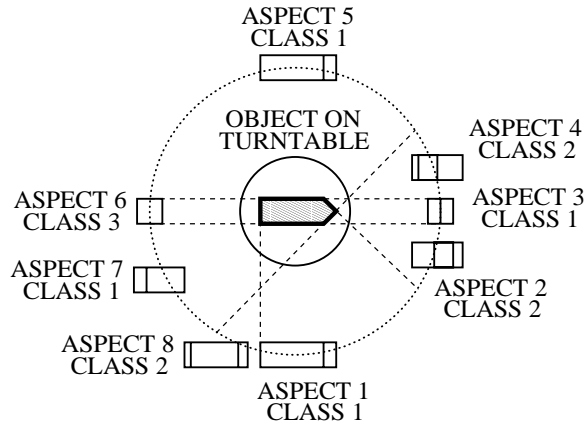 ASPECT 5
CLASS 1
OBJECT ON
TURNTABLE
ASPECT 4
CLASS 2
ASPECT 6
CLASS 3
ASPECT 3
CLASS 1
ASPECT 7
CLASS 1
ASPECT 2
CLASS 2
ASPECT 8
CLASS 2
ASPECT 1
CLASS 1